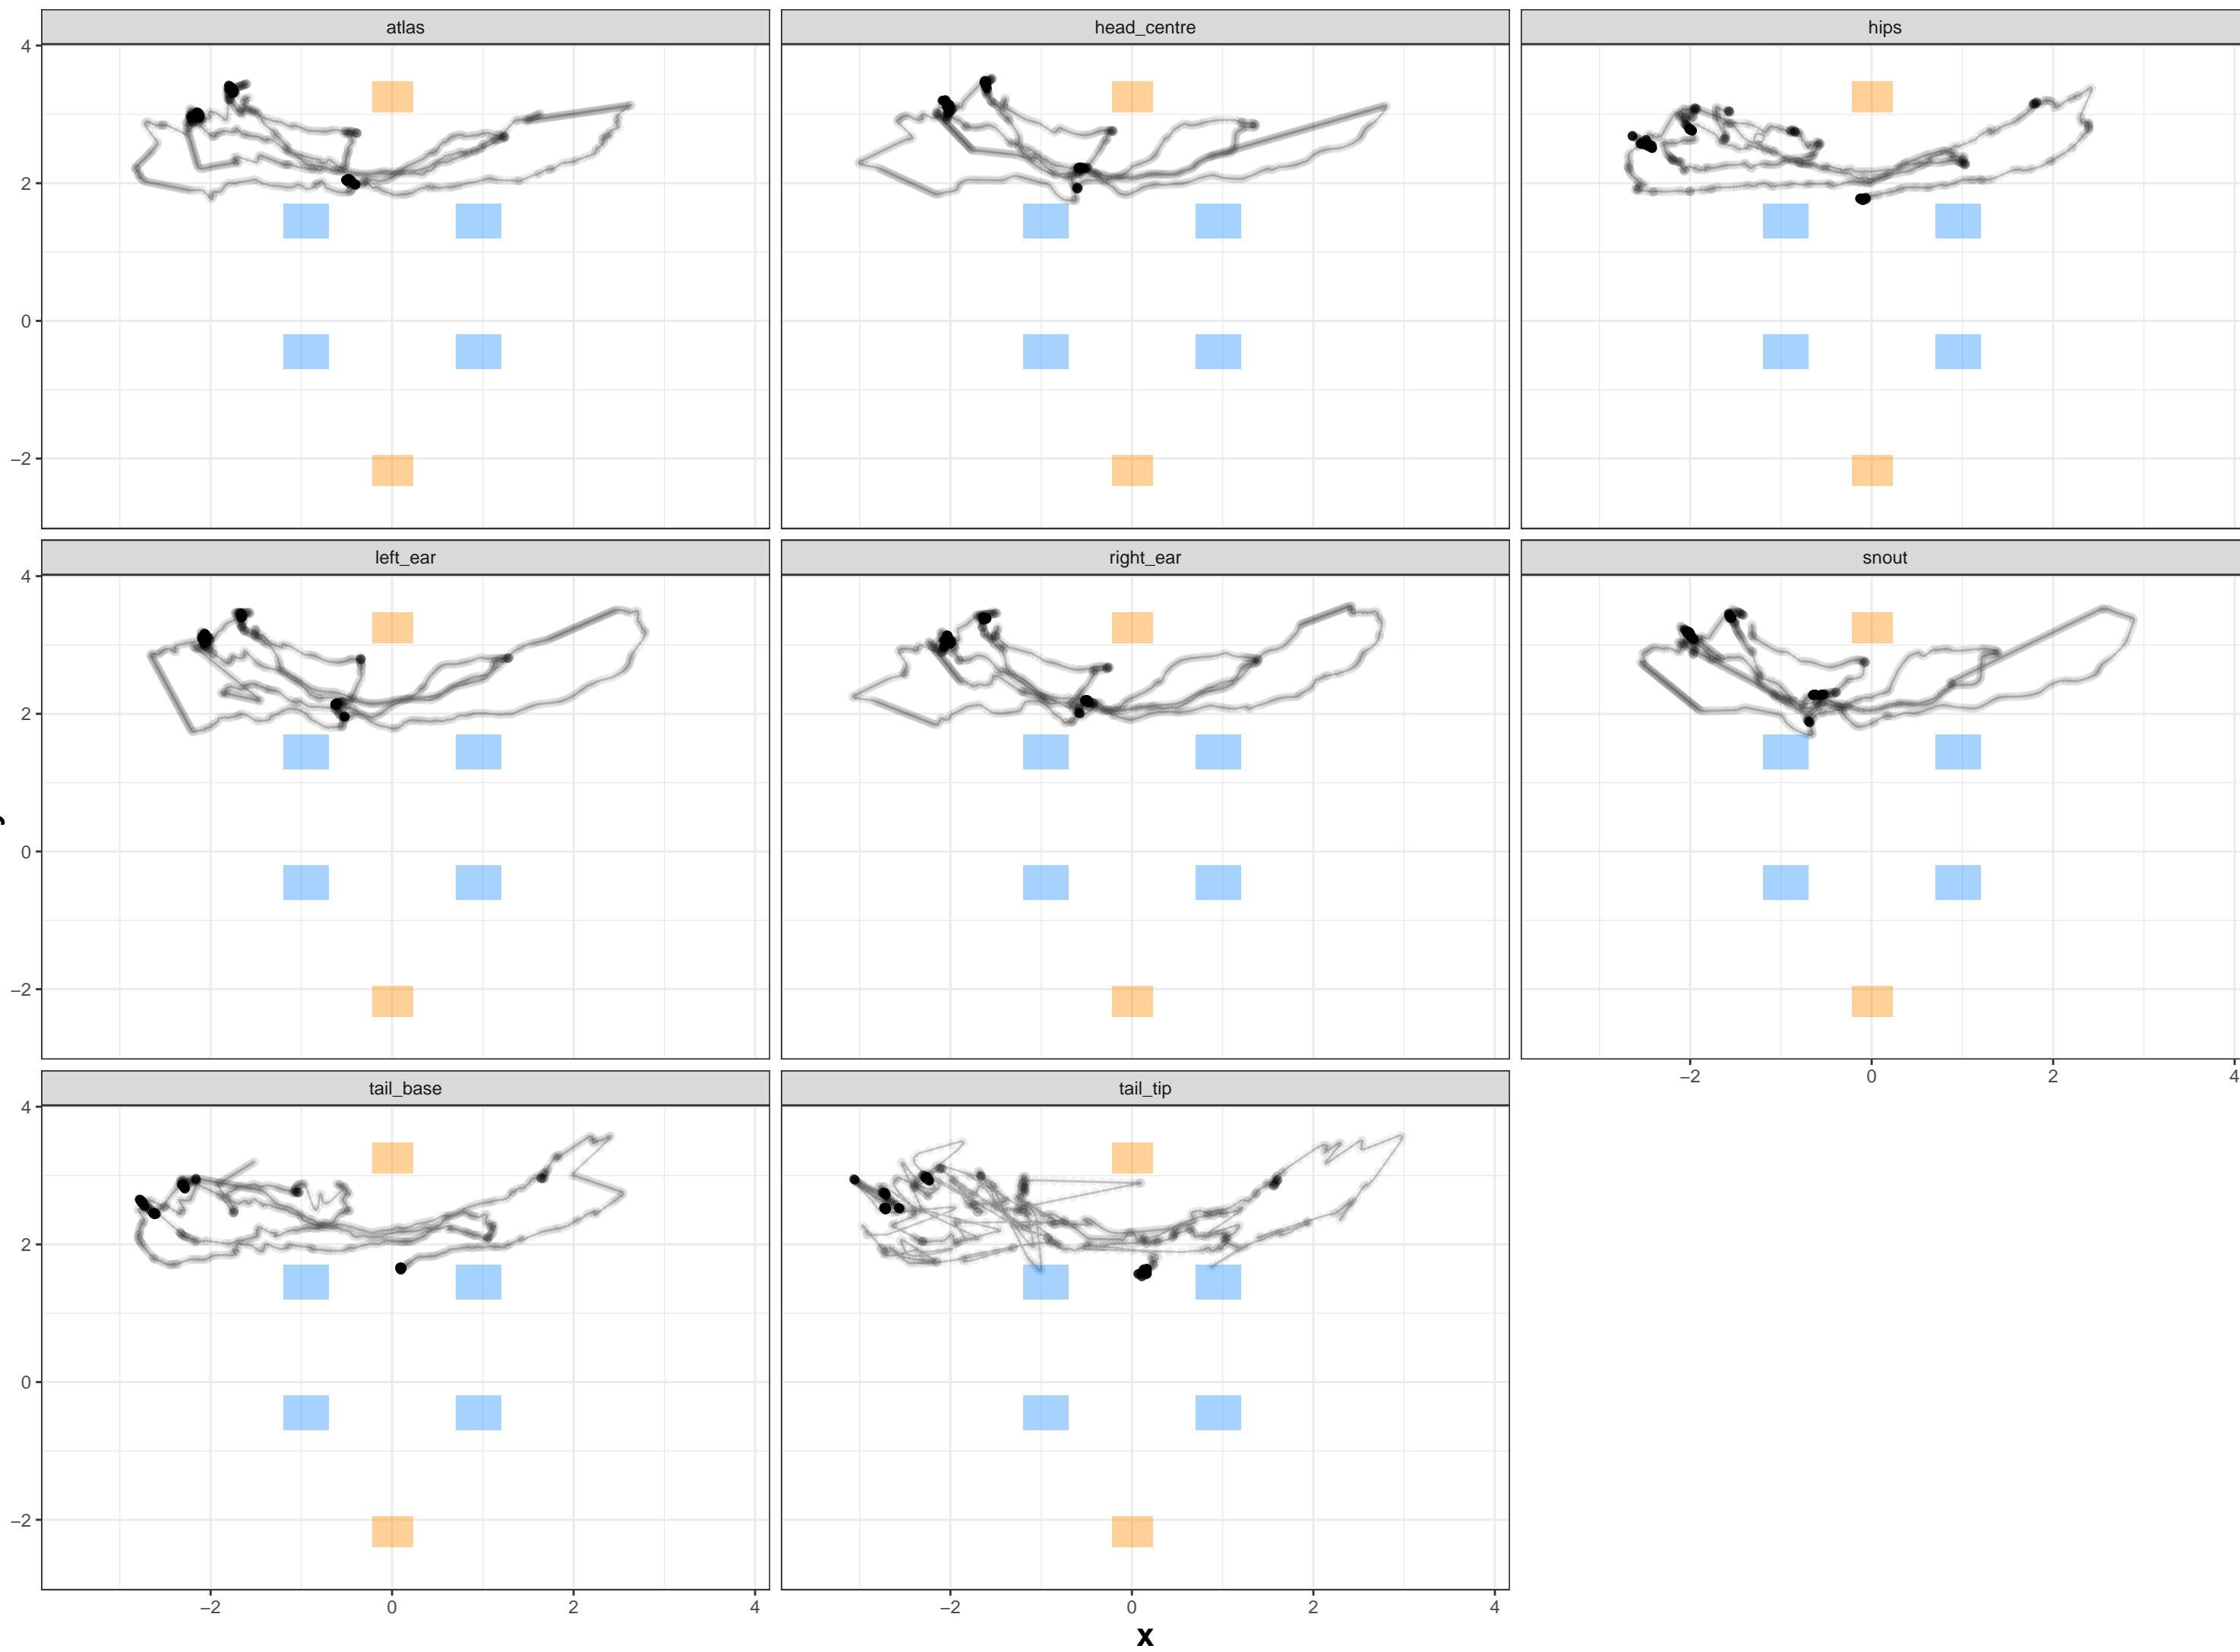 atlas head_centre hips
4
2
0
−2
left_ear right_ear snout
4
2
0
−2
−2 0 2 4
tail_base tail_tip
4
2
0
−2
−2 0 2 4 −2 0 2 4
x